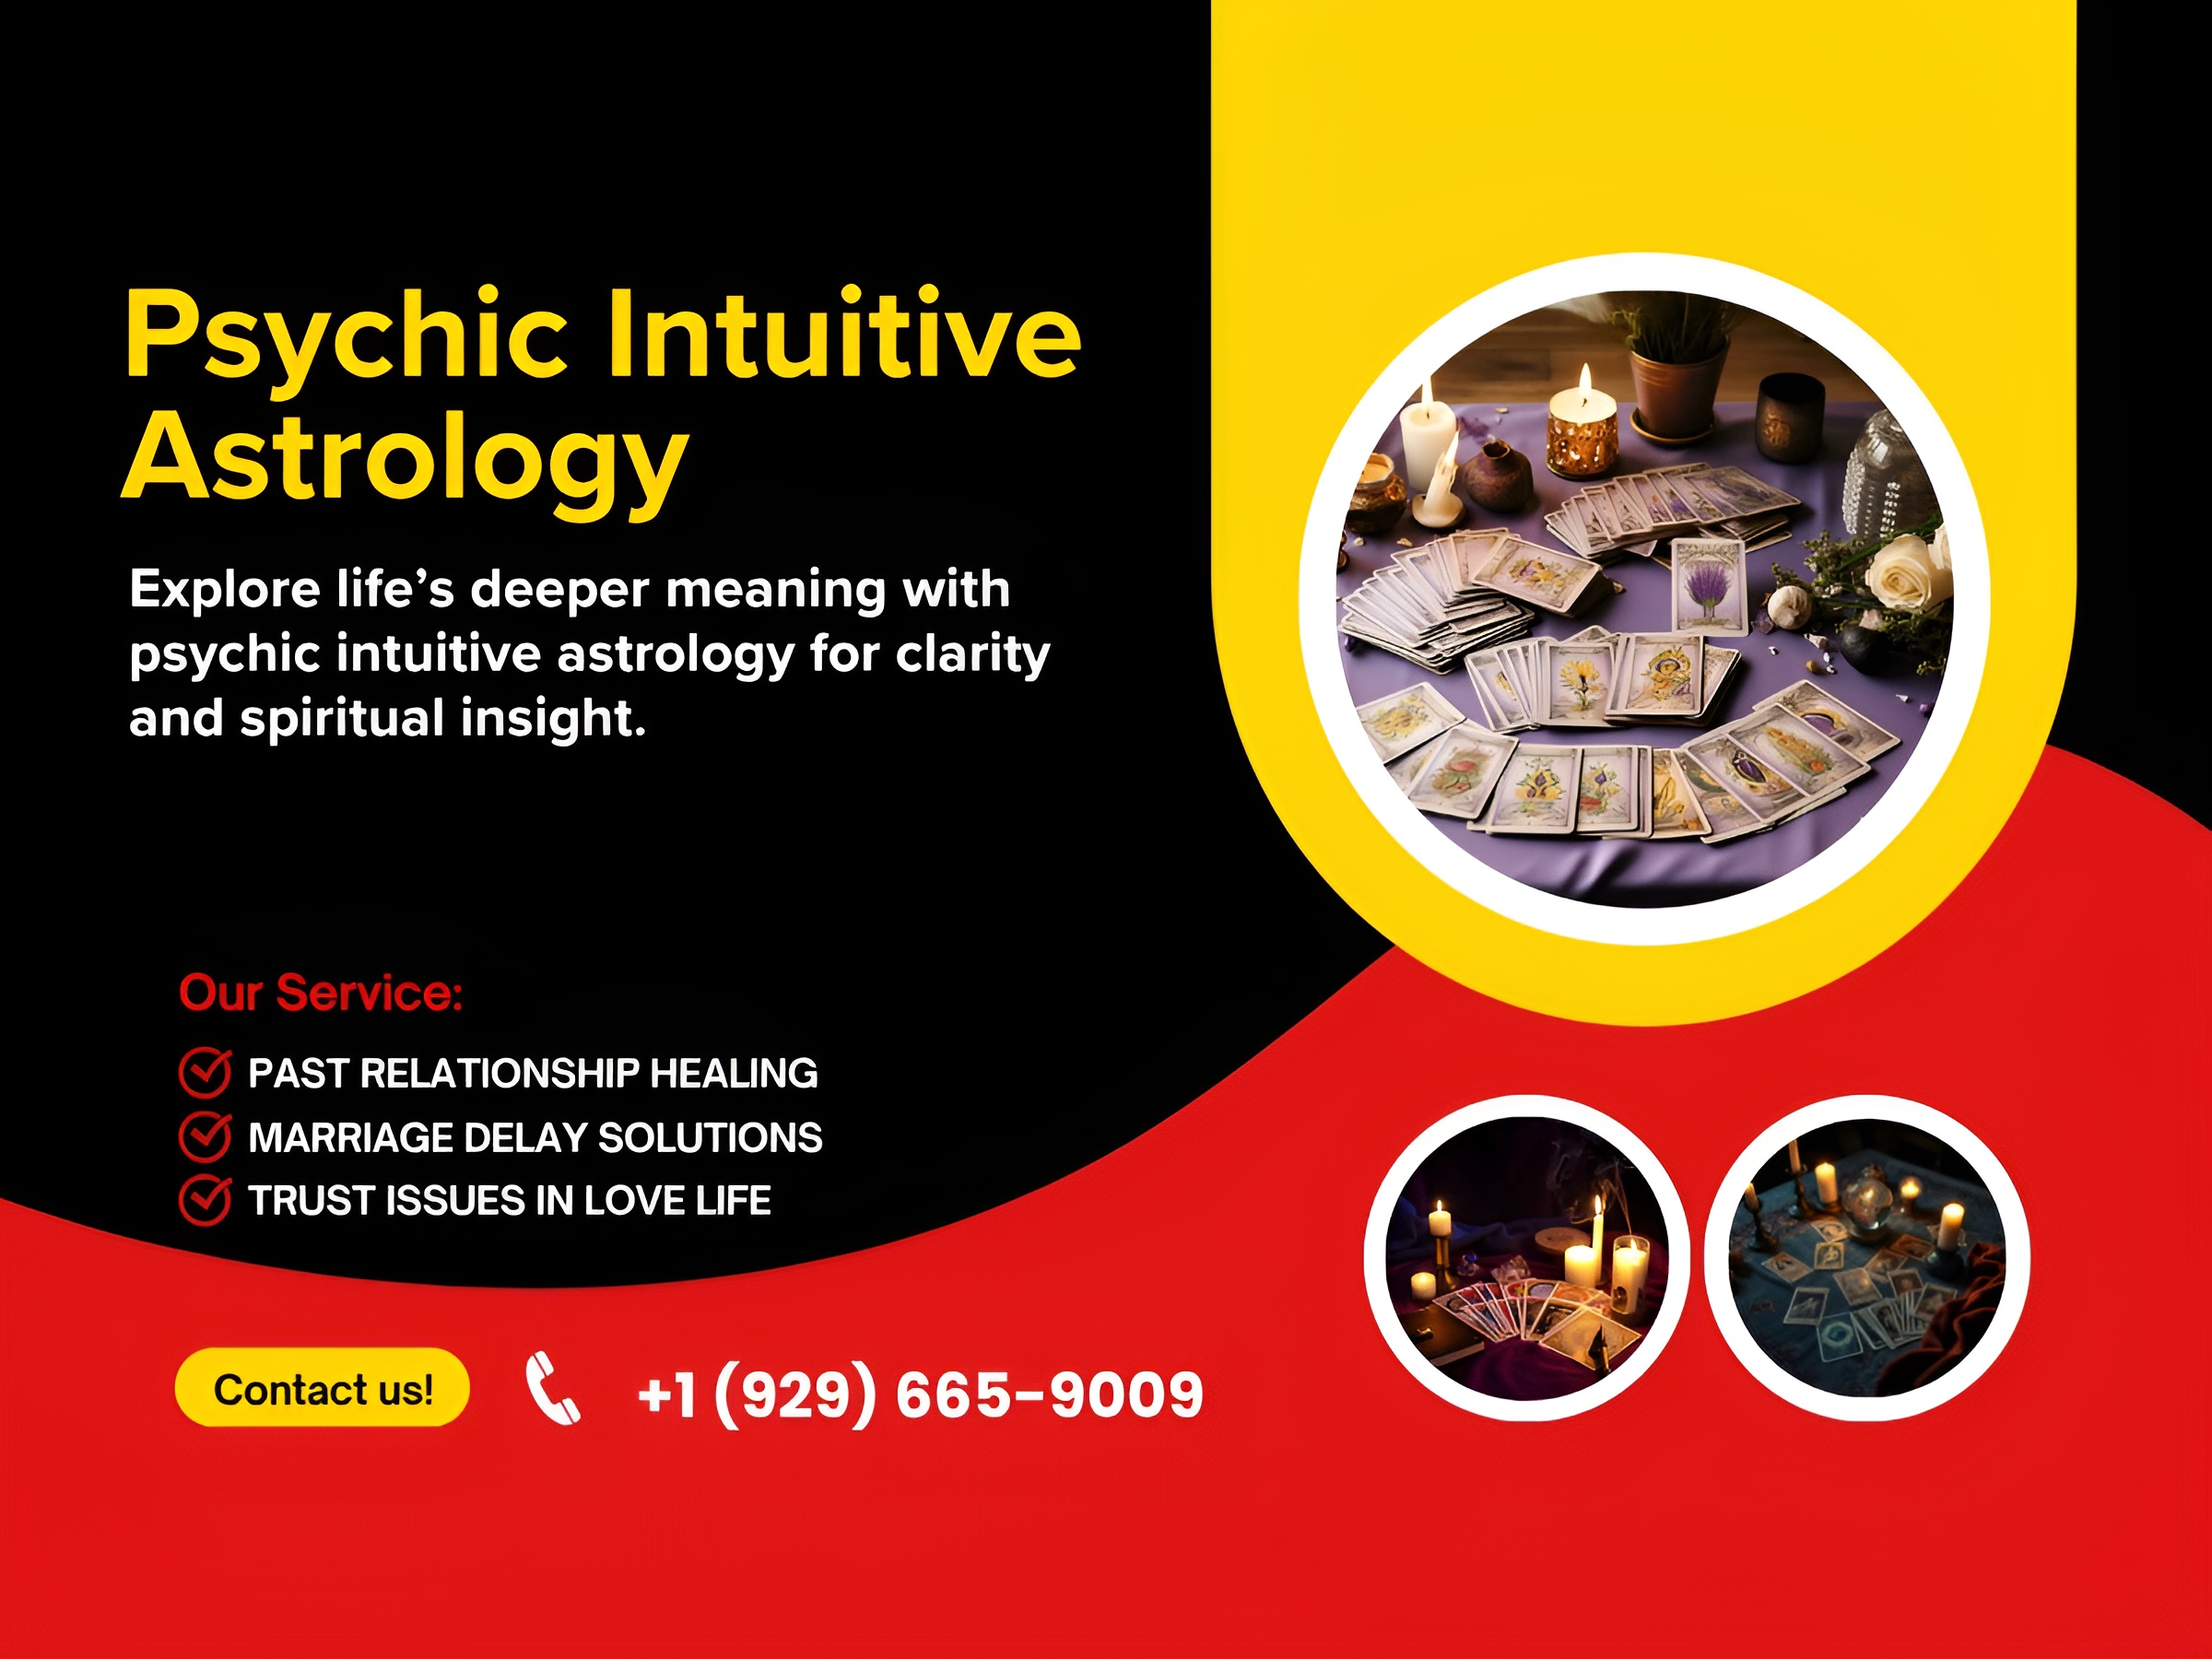 Psychic Intuitive
Astrology
Explore life’s deeper meaning with
psychic intuitive astrology for clarity
and spiritual insight.
Our Service:
PAST RELATIONSHIP HEALING
MARRIAGE DELAY SOLUTIONS
TRUST ISSUES IN LOVE LIFE
Contact us!
+1 (929) 665-9009